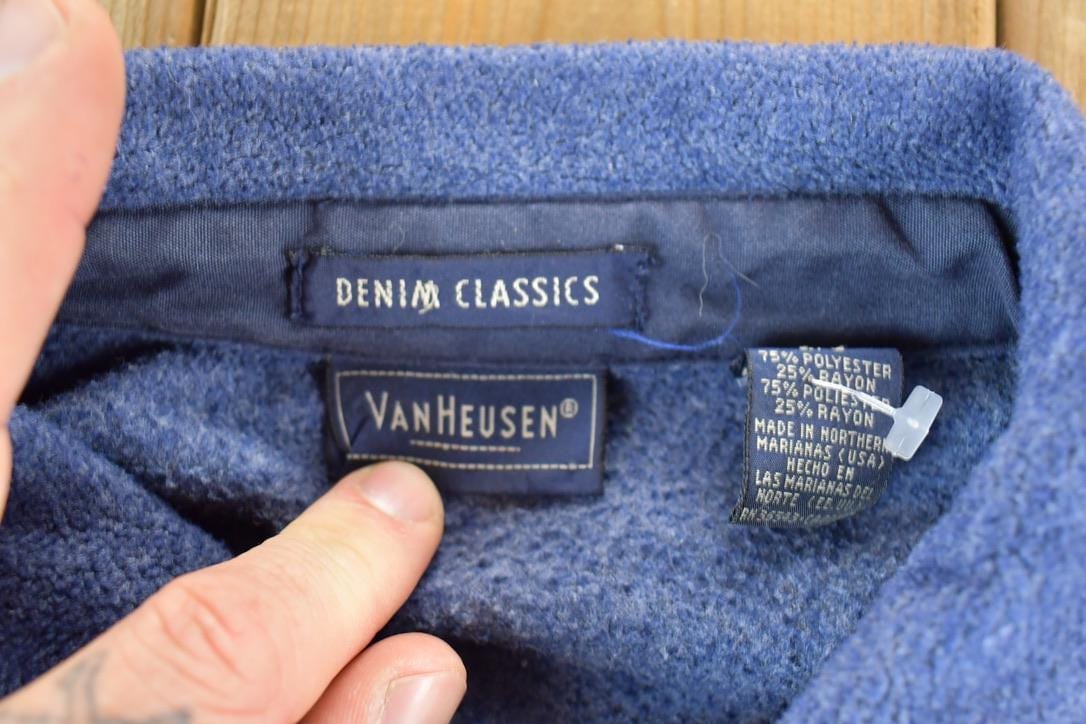 DENIM CLASSICS
VANHEUSEN®
75% POLYESTER
25% RAYON
75% POLIESTER
25% RAYON
MADE IN NORTHERN
MARIANAS (USA)
HECHO EN
LAS MARIANAS DEL
NORTE